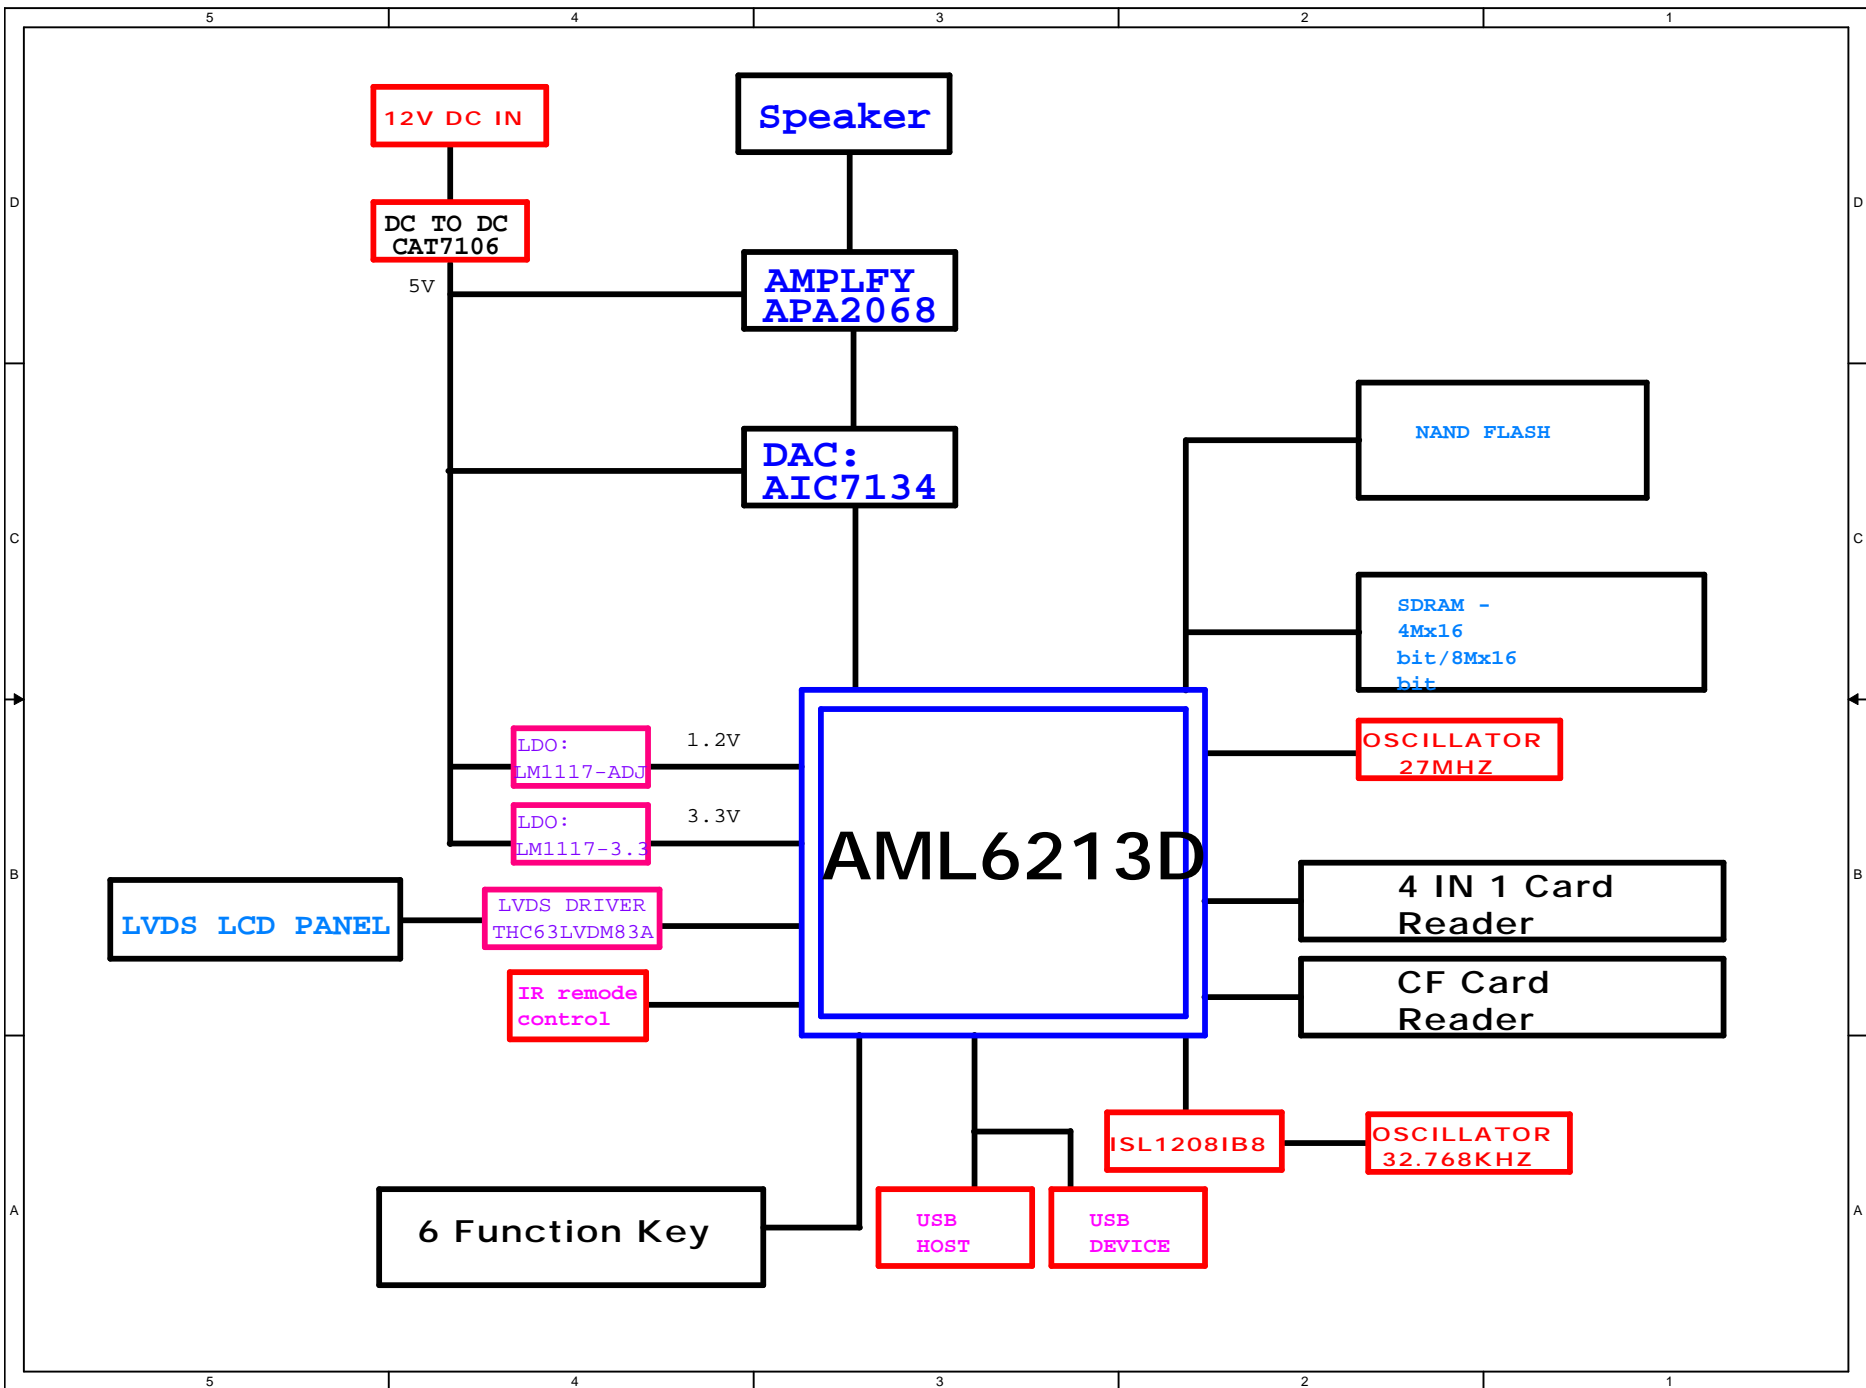 5 4 3 2 1
12V DC IN
Speaker
D D
DC TO DC
CAT7106
5V
AMPLFY
APA2068
DAC:
AIC7134
NAND FLASH
C C
SDRAM -
4Mx16
bit/8Mx16
bit
LDO:
LM1117-ADJ
1.2V
OSCILLATOR
27MHZ
LDO:
LM1117-3.3
3.3V
AML6213D
B B
LVDS LCD PANEL
LVDS DRIVER
THC63LVDM83A
4 IN 1 Card
Reader
IR remode
control
CF Card
Reader
ISL1208IB8
OSCILLATOR
32.768KHZ
A A
6 Function Key
USB
HOST
USB
DEVICE
5 4 3 2 1